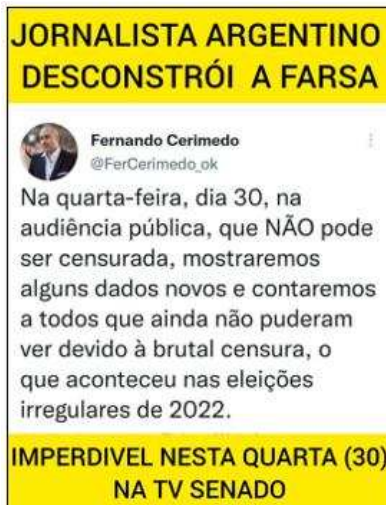 JORNALISTA ARGENTINO
DESCONSTRÓI A FARSA
Fernando Cerimedo
@FerCerimedo_ok
Na quarta-feira, dia 30, na
audiência pública, que NÃO pode
ser censurada, mostraremos
alguns dados novos e contaremos
a todos que ainda não puderam
ver devido à brutal censura, o
que aconteceu nas eleições
irregulares de 2022.
IMPERDIVEL NESTA QUARTA (30)
NA TV SENADO